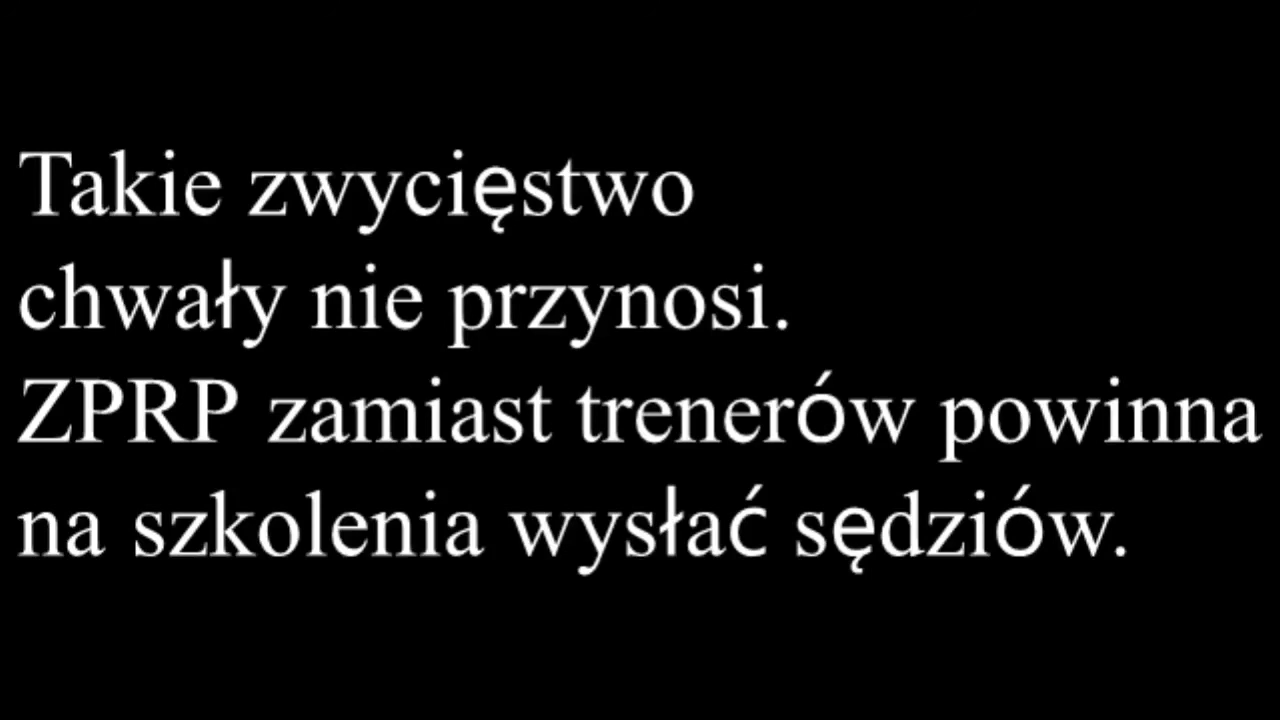 Takie zwycięstwo
chwały nie przynosi.
ZPRP zamiast trenerów powinna
na szkolenia wysłać sędziów.